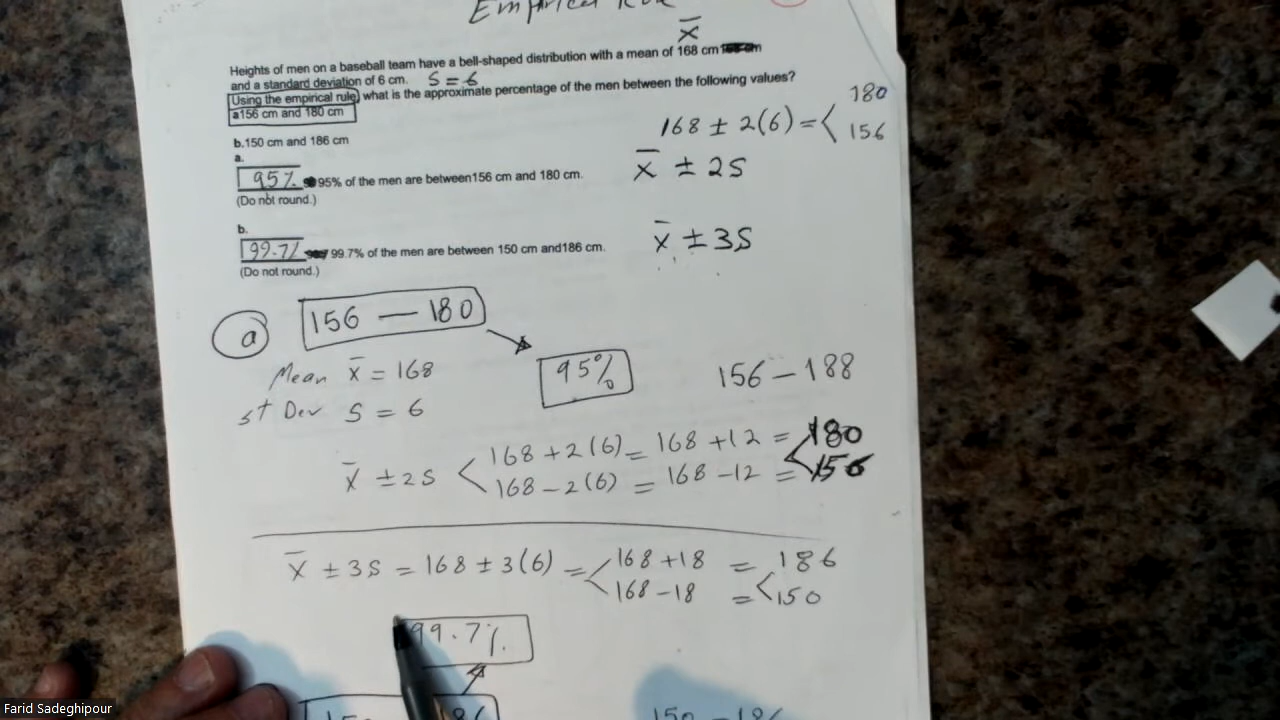 Empirical
x̄
Heights of men on a baseball team have a bell-shaped distribution with a mean of 168 cm
and a standard deviation of 6 cm. S = 6
Using the empirical rule, what is the approximate percentage of the men between the following values?
a156 cm and 180 cm
168 ± 2(6) = < 180
156
b.150 cm and 186 cm
a.
95% 95% of the men are between156 cm and 180 cm.
x̄ ± 2S
(Do not round.)
b.
99.7% 99.7% of the men are between 150 cm and186 cm.
x̄ ± 3S
(Do not round.)
a 156 — 180
95%
156 – 188
Mean x̄ = 168
st Dev S = 6
x̄ ± 2S < 168 + 2(6) = 168 + 12 = 180
168 – 2(6) = 168 – 12 = 156
x̄ ± 3S = 168 ± 3(6) = < 168 + 18 = 186
168 – 18 = < 150
99.7%
Farid Sadeghipour